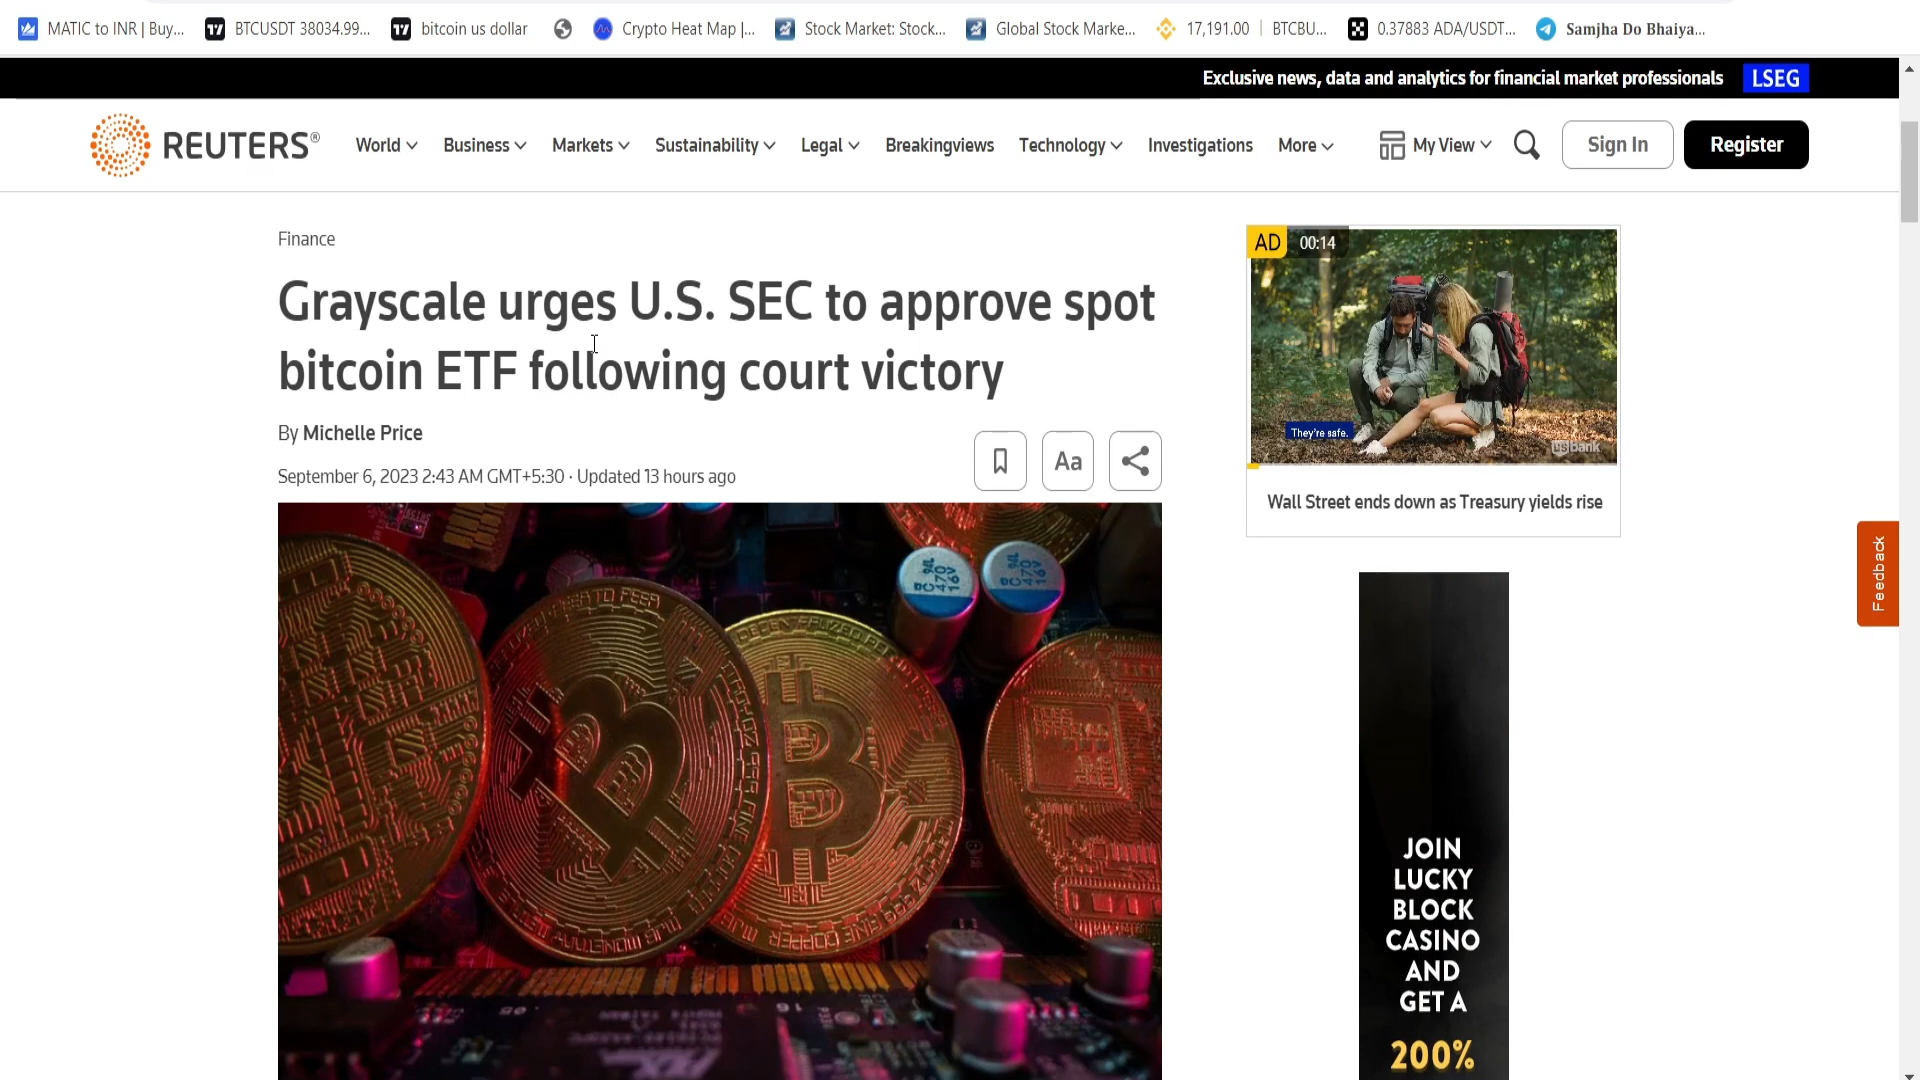 MATIC to INR | Buy...
BTCUSDT 38034.99...
bitcoin us dollar
Crypto Heat Map |...
Stock Market: Stock...
Global Stock Marke...
17,191.00 | BTCBU...
0.37883 ADA/USDT...
Samjha Do Bhaiya...
Exclusive news, data and analytics for financial market professionals LSEG
REUTERS®
World
Business
Markets
Sustainability
Legal
Breakingviews
Technology
Investigations
More
My View
Sign In
Register
Finance
Grayscale urges U.S. SEC to approve spot
bitcoin ETF following court victory
By Michelle Price
September 6, 2023 2:43 AM GMT+5:30 · Updated 13 hours ago
Aa
AD 00:14
They're safe.
usbank
Wall Street ends down as Treasury yields rise
Feedback
JOIN
LUCKY
BLOCK
CASINO
AND
GET A
200%